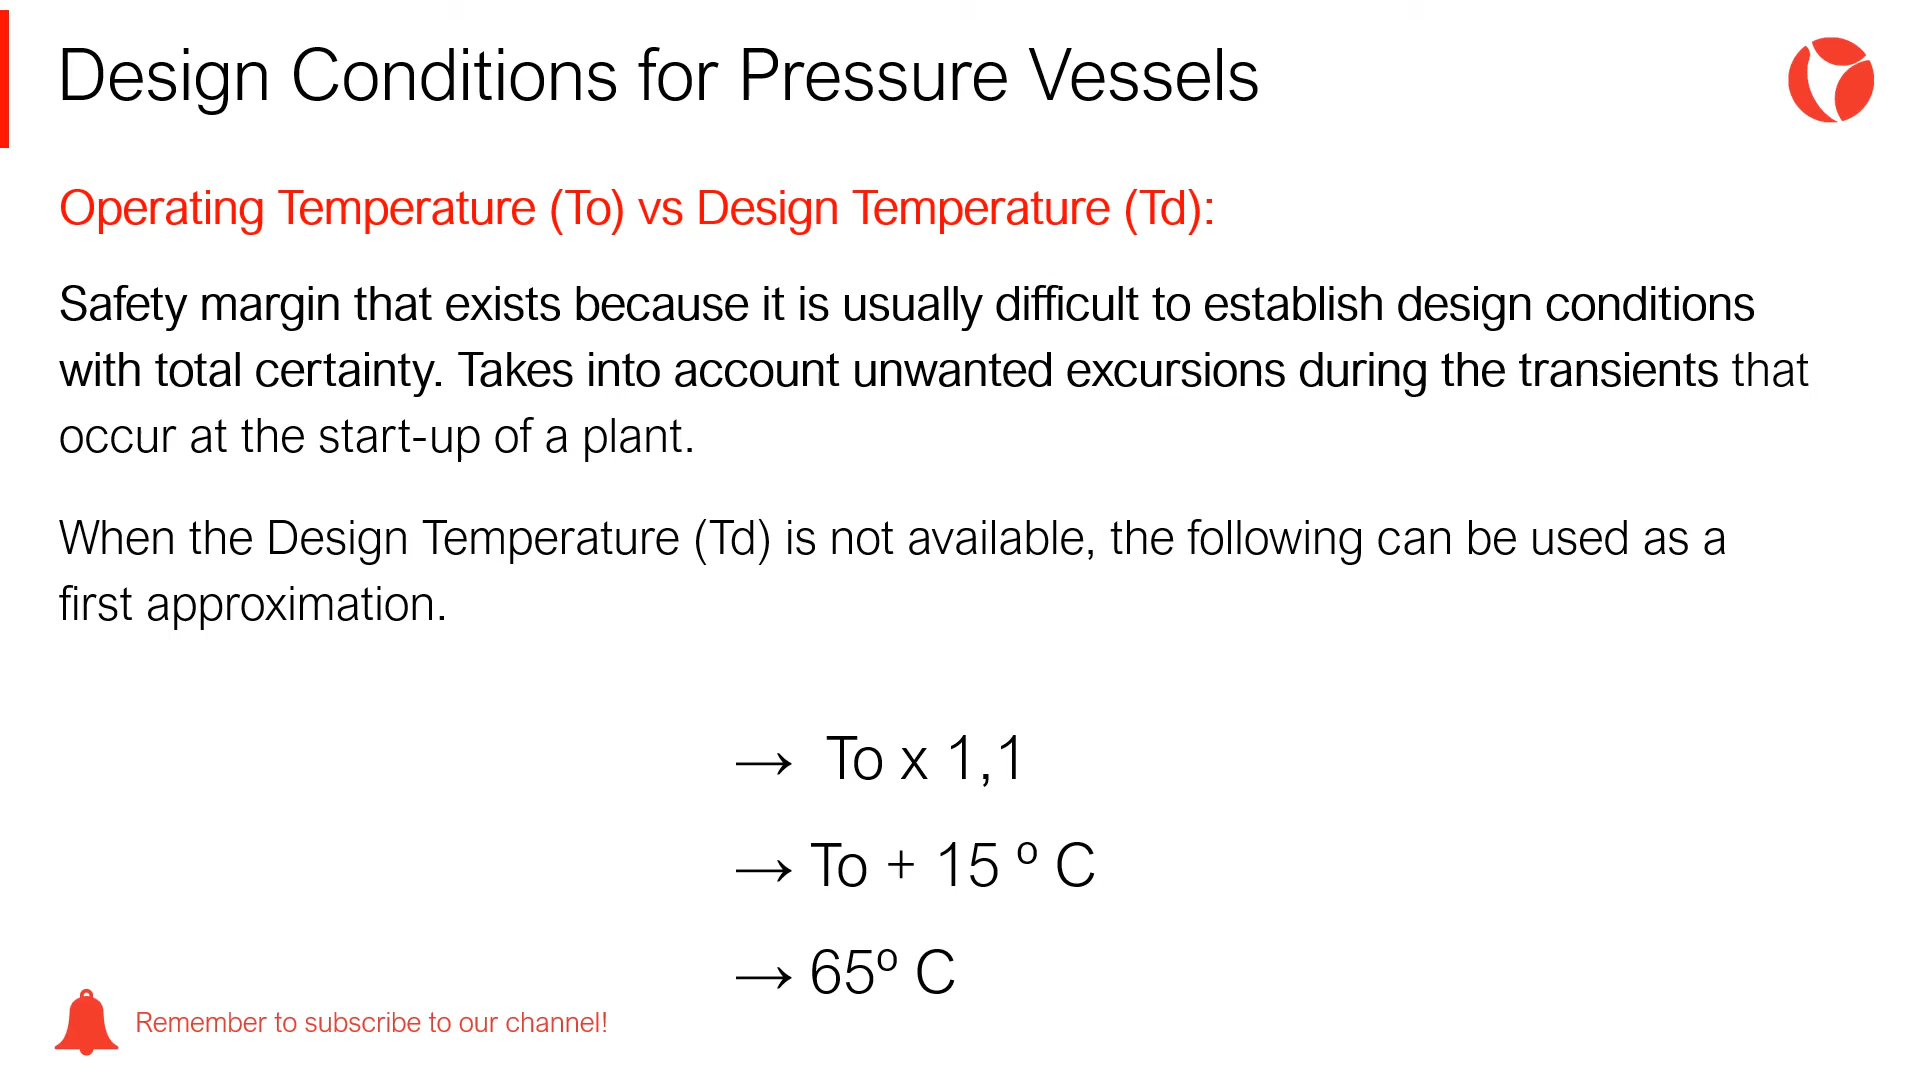 Design Conditions for Pressure Vessels
Operating Temperature (To) vs Design Temperature (Td):
Safety margin that exists because it is usually difficult to establish design conditions
with total certainty. Takes into account unwanted excursions during the transients that
occur at the start-up of a plant.
When the Design Temperature (Td) is not available, the following can be used as a
first approximation.
→ To x 1,1
→ To + 15 º C
→ 65º C
Remember to subscribe to our channel!